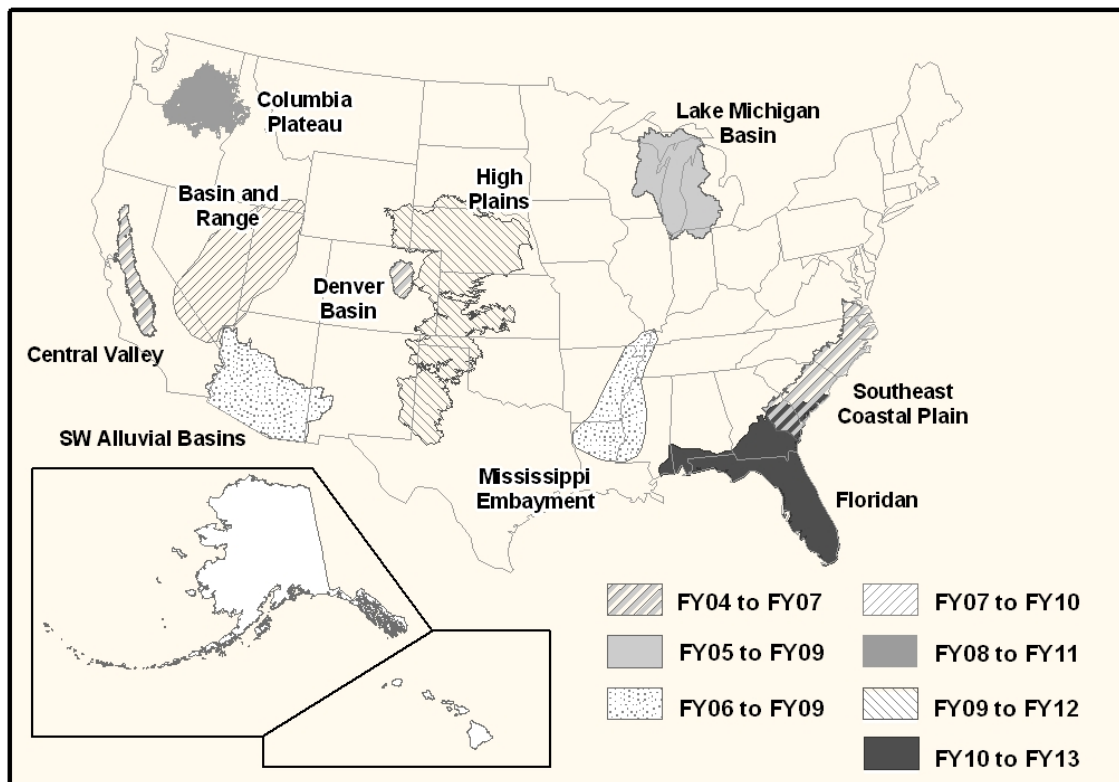 Columbia
Plateau
Lake Michigan
Basin
Basin and
Range
High
Plains
Denver
Basin
Central Valley
SW Alluvial Basins
Southeast
Coastal Plain
Mississippi
Embayment
Floridan
FY04 to FY07
FY05 to FY09
FY06 to FY09
FY07 to FY10
FY08 to FY11
FY09 to FY12
FY10 to FY13